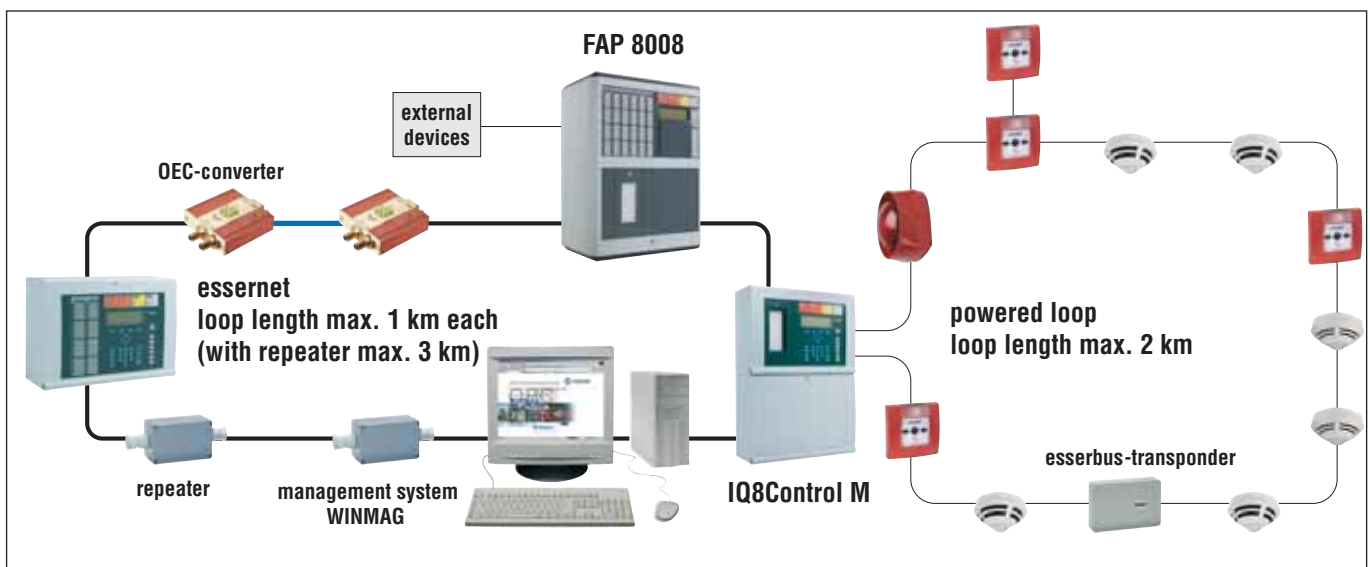 FAP 8008
external
devices
OEC-converter
essernet
loop length max. 1 km each
(with repeater max. 3 km)
powered loop
loop length max. 2 km
esserbus-transponder
repeater
management system
WINMAG
IQ8Control M